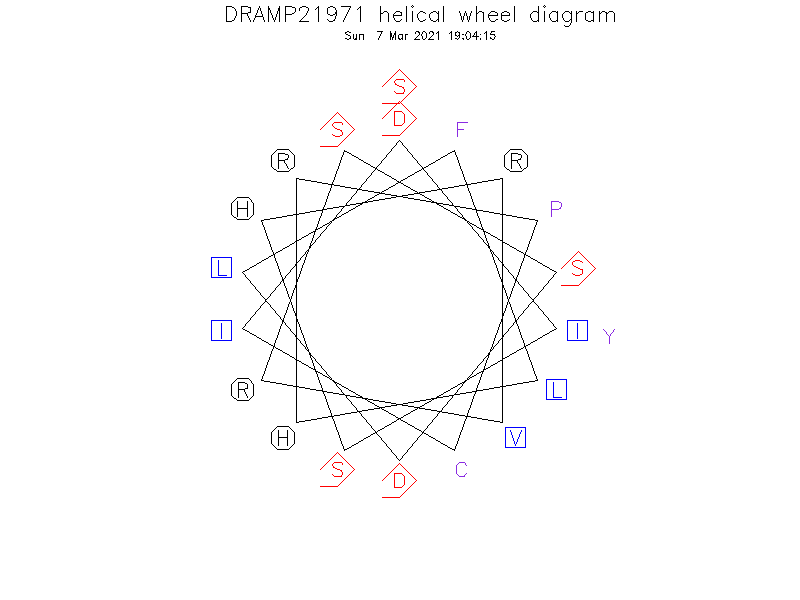 DRAMP21971 helical wheel diagram
Sun 7 Mar 2021 19:04:15
S
S D F
R R
H P
L S
I I Y
R L
H V
S D C